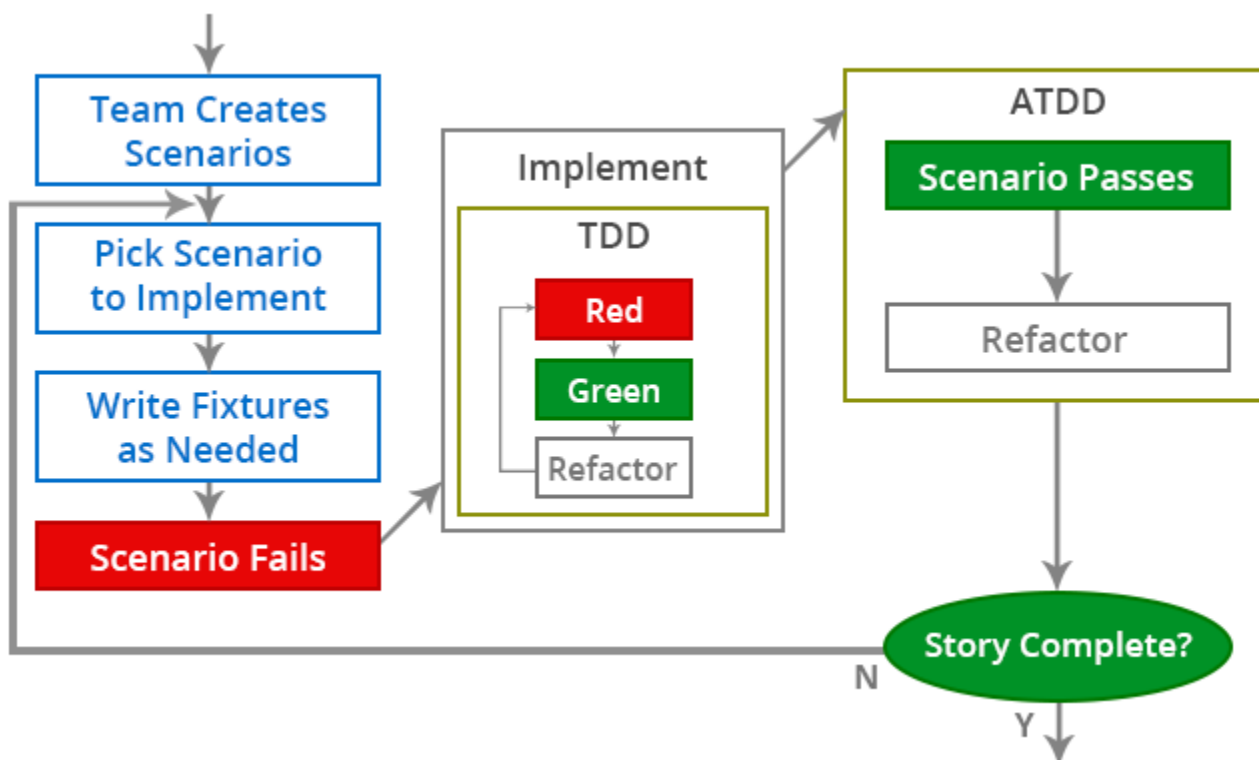 Team Creates
Scenarios
Pick Scenario
to Implement
Write Fixtures
as Needed
Scenario Fails
Implement
TDD
Red
Green
Refactor
ATDD
Scenario Passes
Refactor
Story Complete?
N
Y